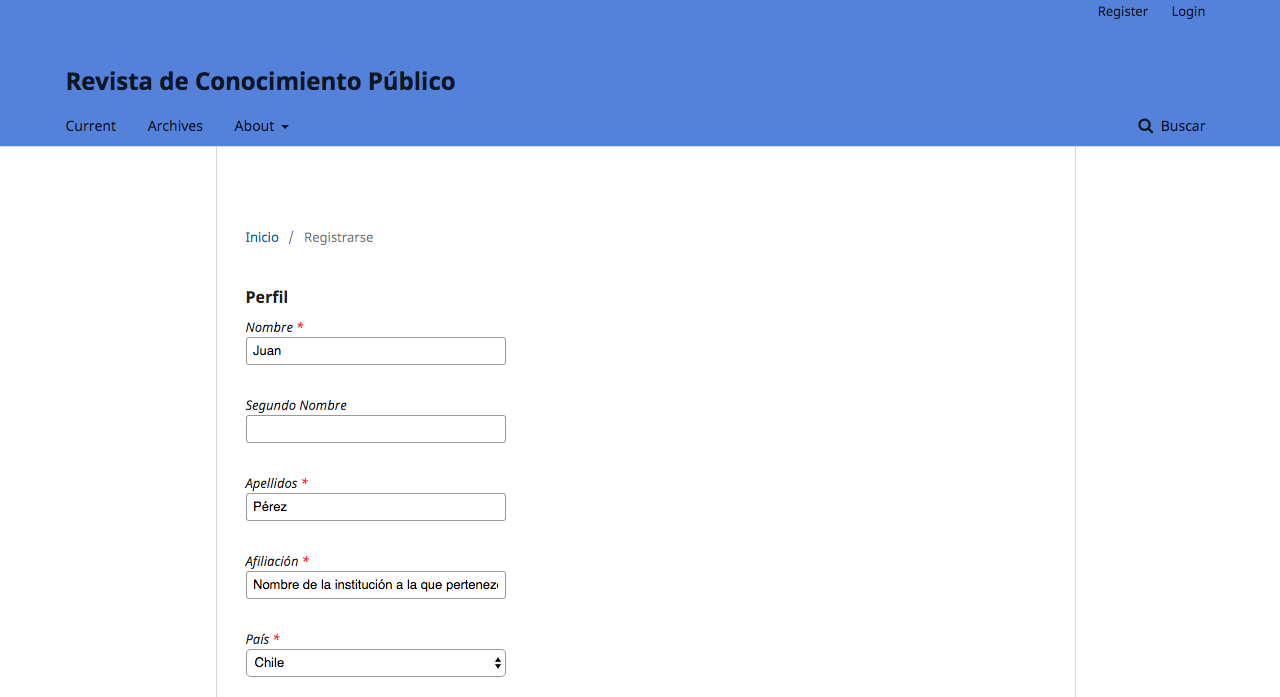 Register Login
Revista de Conocimiento Público
Current Archives About Buscar
Inicio / Registrarse
Perfil
Nombre *
Juan
Segundo Nombre
Apellidos *
Pérez
Afiliación *
Nombre de la institución a la que pertenez
País *
Chile